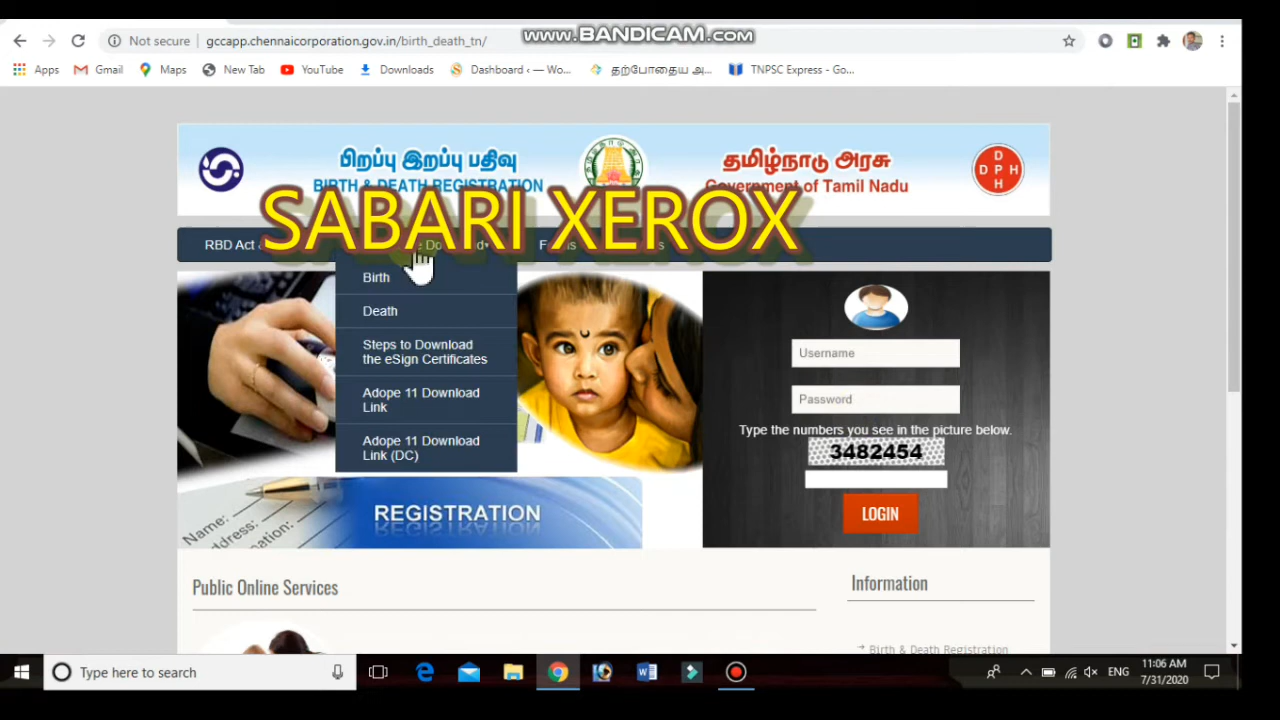 www.BANDICAM.com
Not secure gccapp.chennaicorporation.gov.in/birth_death_tn/
Apps Gmail Maps New Tab YouTube Downloads Dashboard ‹ — Wo... தற்போதைய அ... TNPSC Express - Go...
பிறப்பு இறப்பு பதிவு
BIRTH & DEATH REGISTRATION
தமிழ்நாடு அரசு
Government of Tamil Nadu
D
D P H
H
SABARI XEROX
RBD Act
Birth
Death
Steps to Download
the eSign Certificates
Adope 11 Download
Link
Adope 11 Download
Link (DC)
Username
Password
Type the numbers you see in the picture below.
3482454
LOGIN
Name:
Address:
REGISTRATION
Public Online Services
Information
Birth & Death Registration
Type here to search
ENG
11:06 AM
7/31/2020